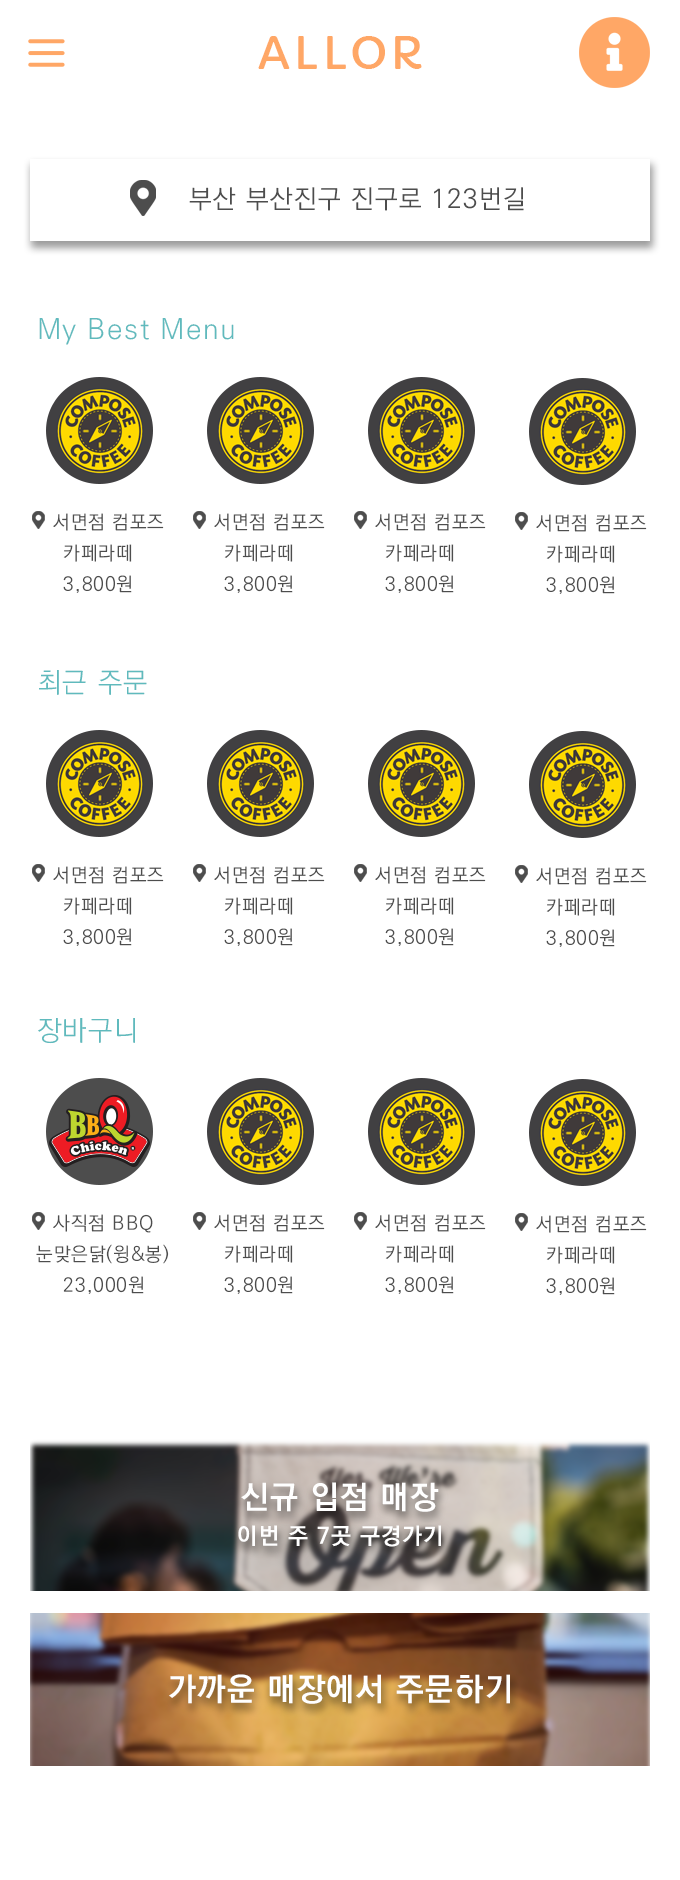 ALLOR
부산 부산진구 진구로 123번길
My Best Menu
COMPOSE COFFEE
COMPOSE COFFEE
COMPOSE COFFEE
COMPOSE COFFEE
서면점 컴포즈
카페라떼
3,800원
서면점 컴포즈
카페라떼
3,800원
서면점 컴포즈
카페라떼
3,800원
서면점 컴포즈
카페라떼
3,800원
최근 주문
COMPOSE COFFEE
COMPOSE COFFEE
COMPOSE COFFEE
COMPOSE COFFEE
서면점 컴포즈
카페라떼
3,800원
서면점 컴포즈
카페라떼
3,800원
서면점 컴포즈
카페라떼
3,800원
서면점 컴포즈
카페라떼
3,800원
장바구니
BBQ
Chicken
COMPOSE COFFEE
COMPOSE COFFEE
COMPOSE COFFEE
사직점 BBQ
눈맞은닭(윙&봉)
23,000원
서면점 컴포즈
카페라떼
3,800원
서면점 컴포즈
카페라떼
3,800원
서면점 컴포즈
카페라떼
3,800원
Yes, We're
Open
신규 입점 매장
이번 주 7곳 구경가기
가까운 매장에서 주문하기